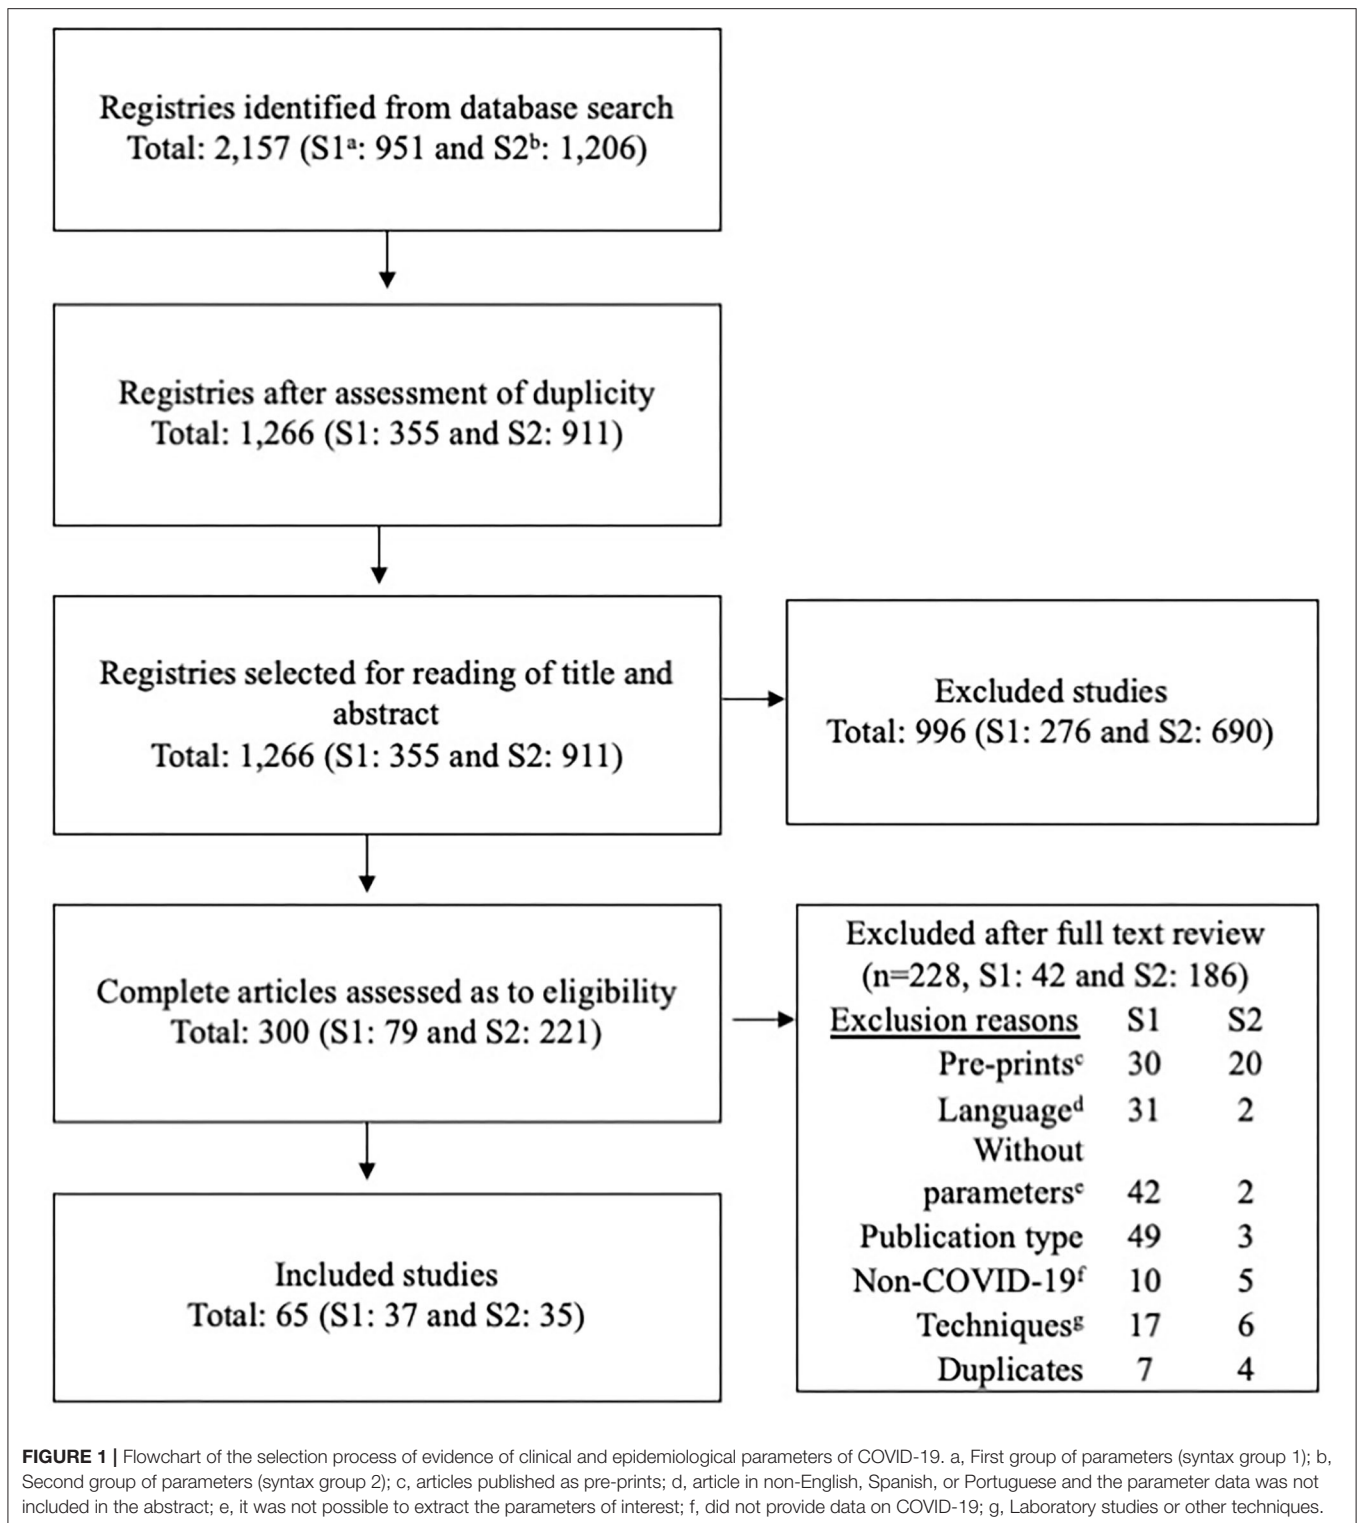 Registries identified from database search
Total: 2,157 (S1a: 951 and S2b: 1,206)
Registries after assessment of duplicity
Total: 1,266 (S1: 355 and S2: 911)
Registries selected for reading of title and
abstract
Total: 1,266 (S1: 355 and S2: 911)
Excluded studies
Total: 996 (S1: 276 and S2: 690)
Complete articles assessed as to eligibility
Total: 300 (S1: 79 and S2: 221)
Excluded after full text review
(n=228, S1: 42 and S2: 186)
Exclusion reasons S1 S2
Pre-printsc 30 20
Languaged 31 2
Without
parameterse 42 2
Publication type 49 3
Non-COVID-19f 10 5
Techniquesg 17 6
Duplicates 7 4
Included studies
Total: 65 (S1: 37 and S2: 35)
FIGURE 1 | Flowchart of the selection process of evidence of clinical and epidemiological parameters of COVID-19. a, First group of parameters (syntax group 1); b,
Second group of parameters (syntax group 2); c, articles published as pre-prints; d, article in non-English, Spanish, or Portuguese and the parameter data was not
included in the abstract; e, it was not possible to extract the parameters of interest; f, did not provide data on COVID-19; g, Laboratory studies or other techniques.